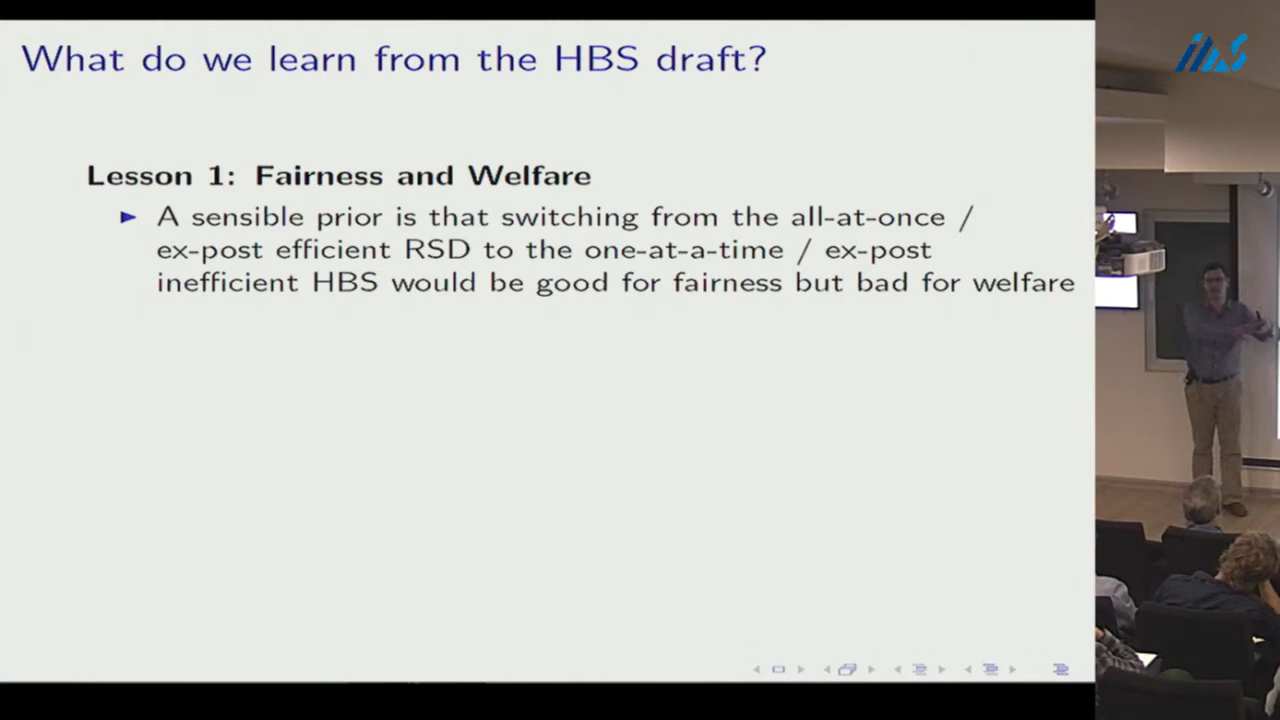 What do we learn from the HBS draft?
Lesson 1: Fairness and Welfare
► A sensible prior is that switching from the all-at-once /
ex-post efficient RSD to the one-at-a-time / ex-post
inefficient HBS would be good for fairness but bad for welfare